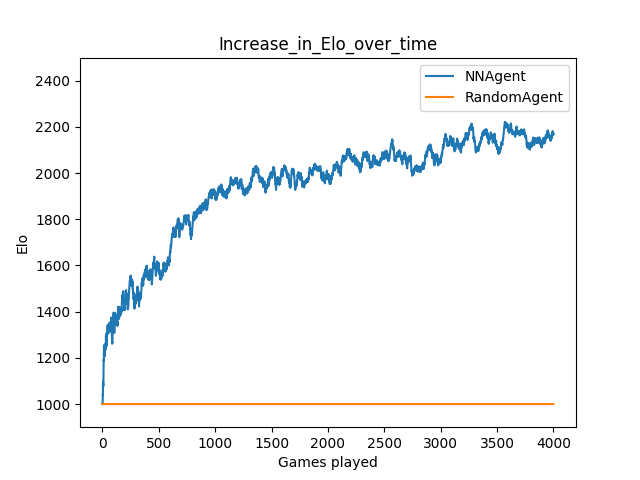 Increase_in_Elo_over_time
NNAgent
RandomAgent
2400
2200
2000
1800
1600
1400
1200
1000
Elo
0 500 1000 1500 2000 2500 3000 3500 4000
Games played